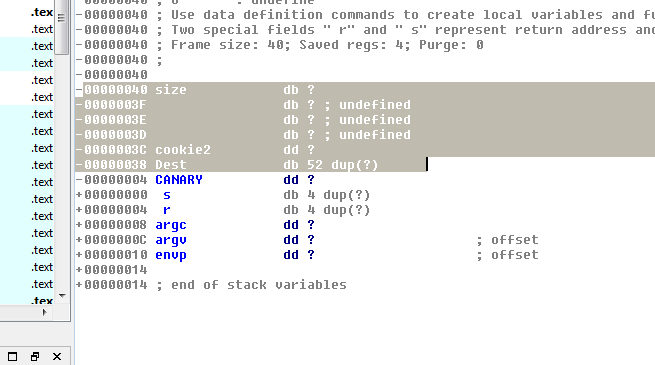 .tex
.text
.text
.tex
.text
.text
.text
.text
.text
.text
.text
.text
.text
.text
.text
.text
.tex
-00000040 ; Use data definition commands to create local variables and fu
-00000040 ; Two special fields " r" and " s" represent return address and
-00000040 ; Frame size: 40; Saved regs: 4; Purge: 0
-00000040 ;
-00000040
-00000040 size db ?
-0000003F db ? ; undefined
-0000003E db ? ; undefined
-0000003D db ? ; undefined
-0000003C cookie2 dd ?
-00000038 Dest db 52 dup(?)
-00000004 CANARY dd ?
+00000000 s db 4 dup(?)
+00000004 r db 4 dup(?)
+00000008 argc dd ?
+0000000C argv dd ? ; offset
+00000010 envp dd ? ; offset
+00000014
+00000014 ; end of stack variables